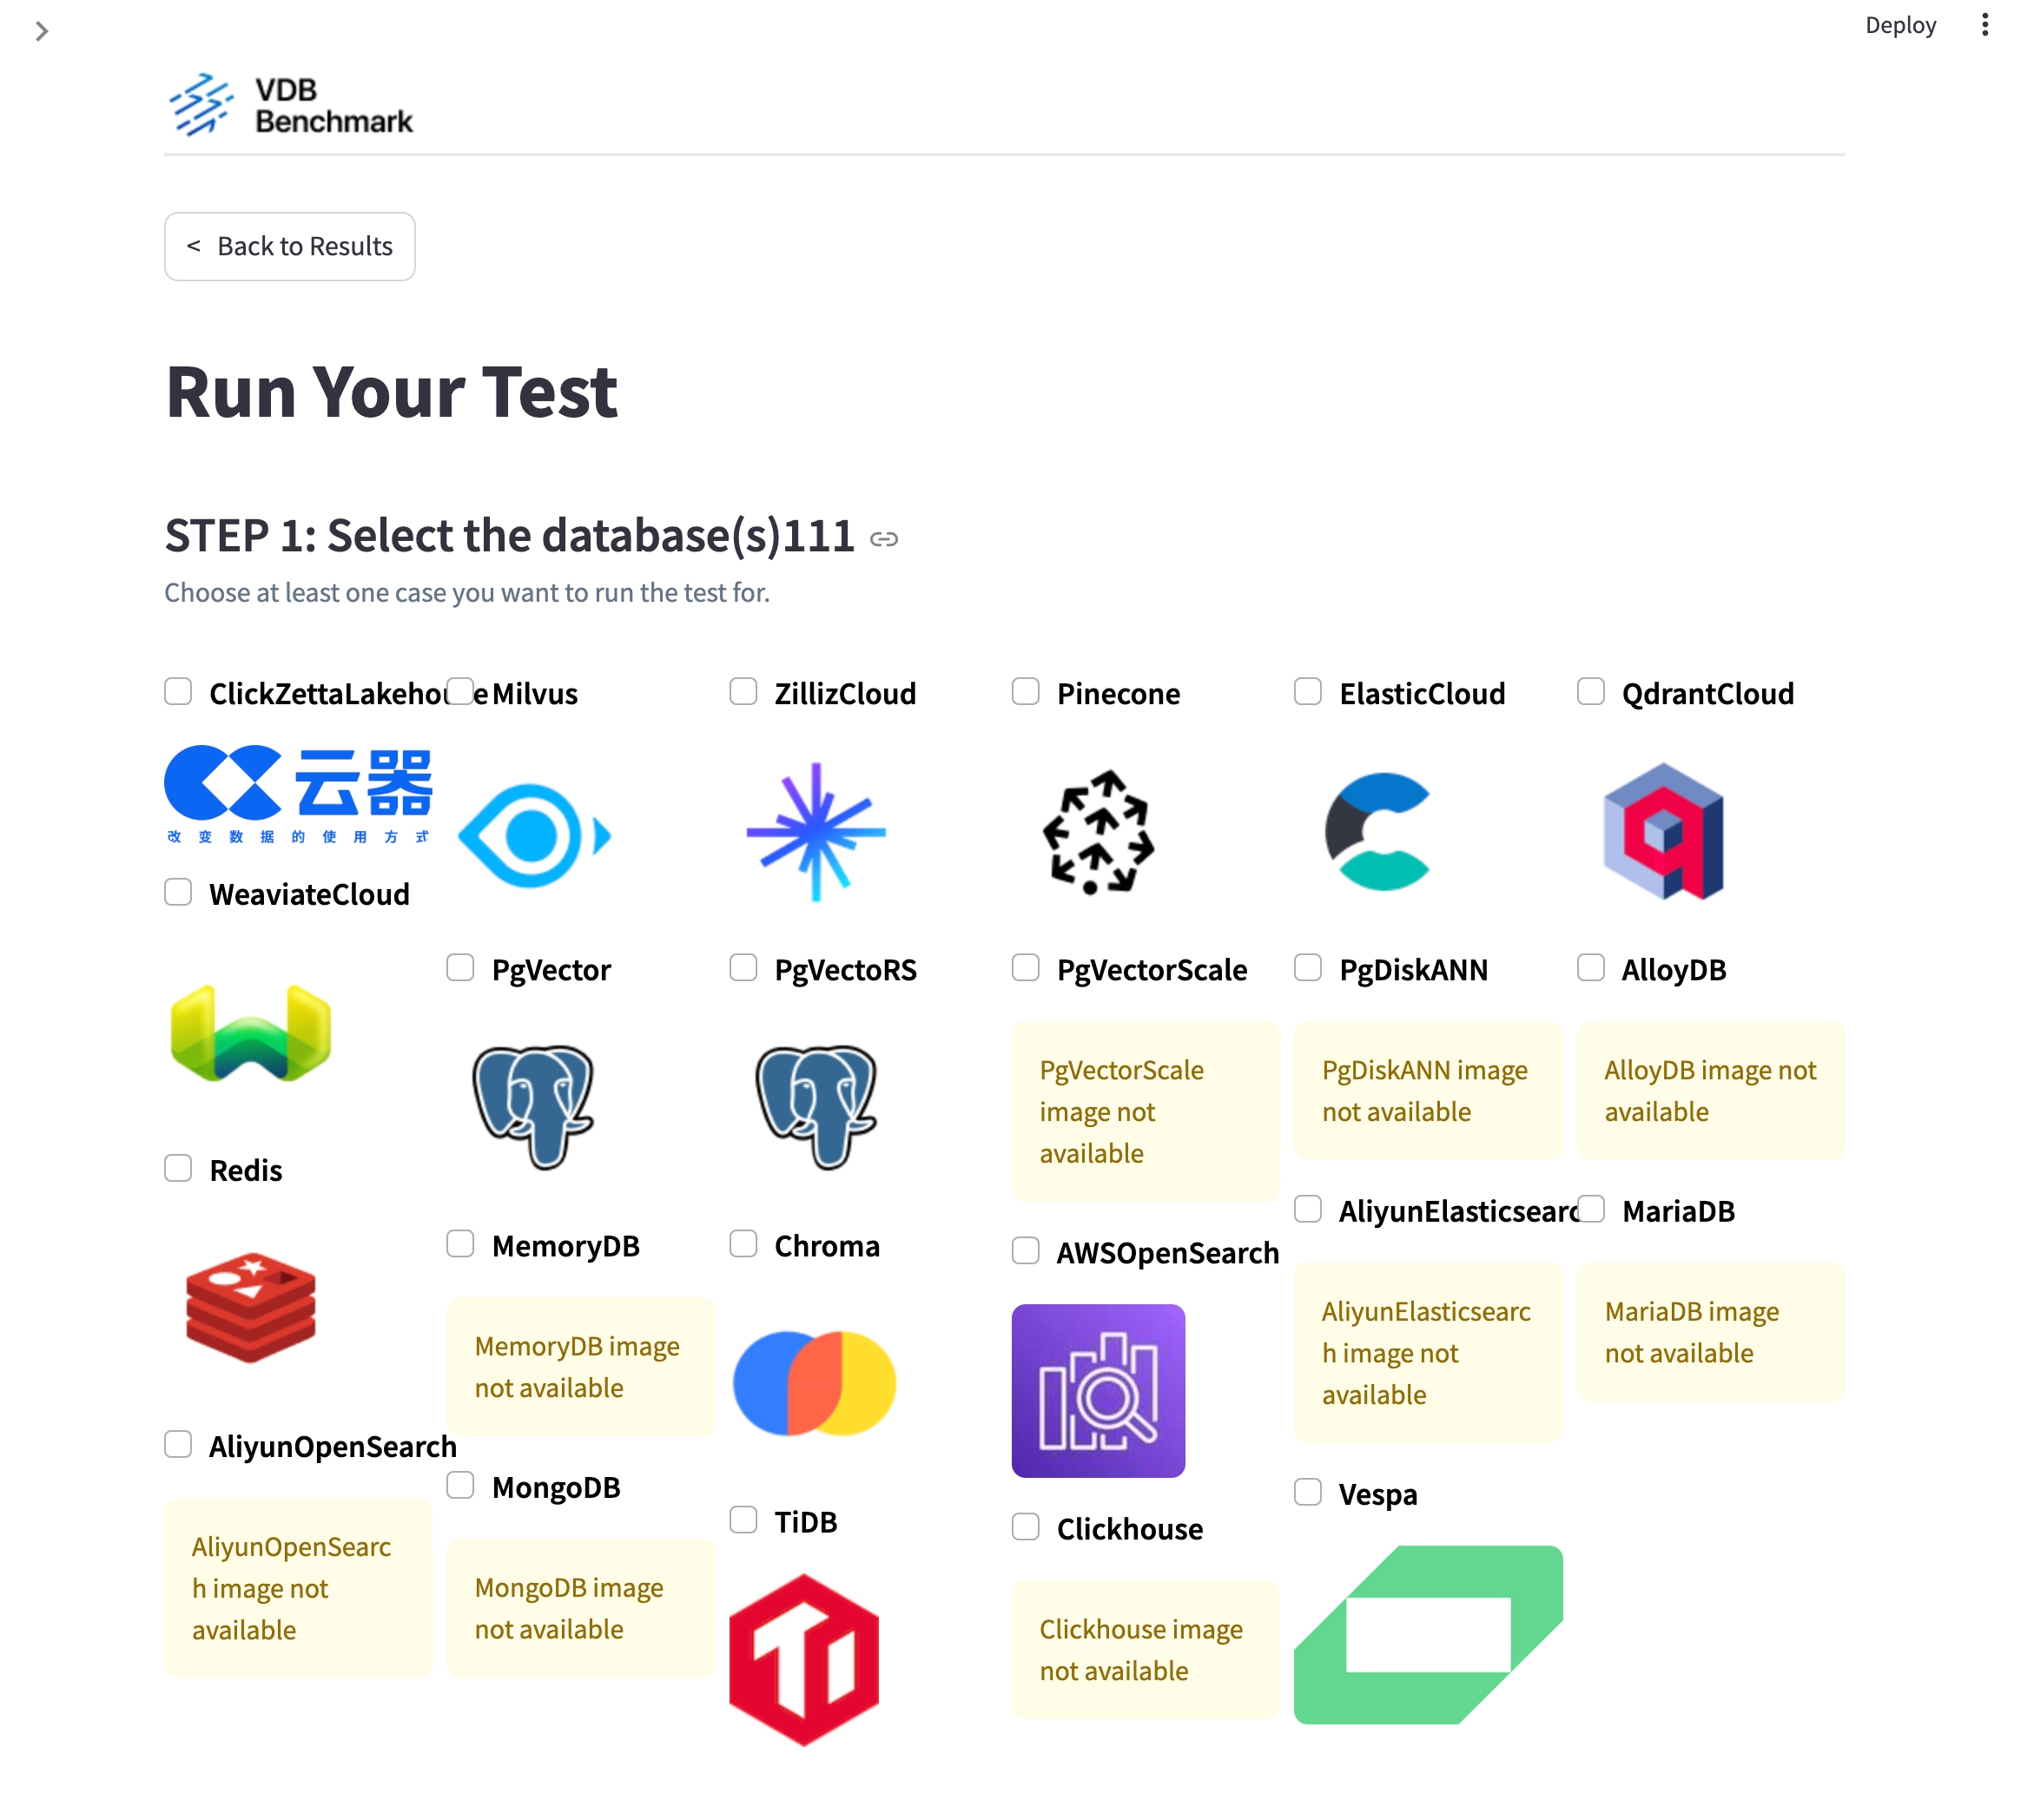 Deploy
VDB
Benchmark
< Back to Results
Run Your Test
STEP 1: Select the database(s)111
Choose at least one case you want to run the test for.
ClickZettaLakehouse
Milvus
ZillizCloud
Pinecone
ElasticCloud
QdrantCloud
云器
改变数据的使用方式
WeaviateCloud
PgVector
PgVectoRS
PgVectorScale
PgDiskANN
AlloyDB
PgVectorScale
image not
available
PgDiskANN image
not available
AlloyDB image not
available
Redis
MemoryDB
Chroma
AWSOpenSearch
AliyunElasticsearc
MariaDB
MemoryDB image
not available
AliyunElasticsearc
h image not
available
MariaDB image
not available
AliyunOpenSearch
MongoDB
TiDB
Clickhouse
Vespa
AliyunOpenSearc
h image not
available
MongoDB image
not available
Clickhouse image
not available